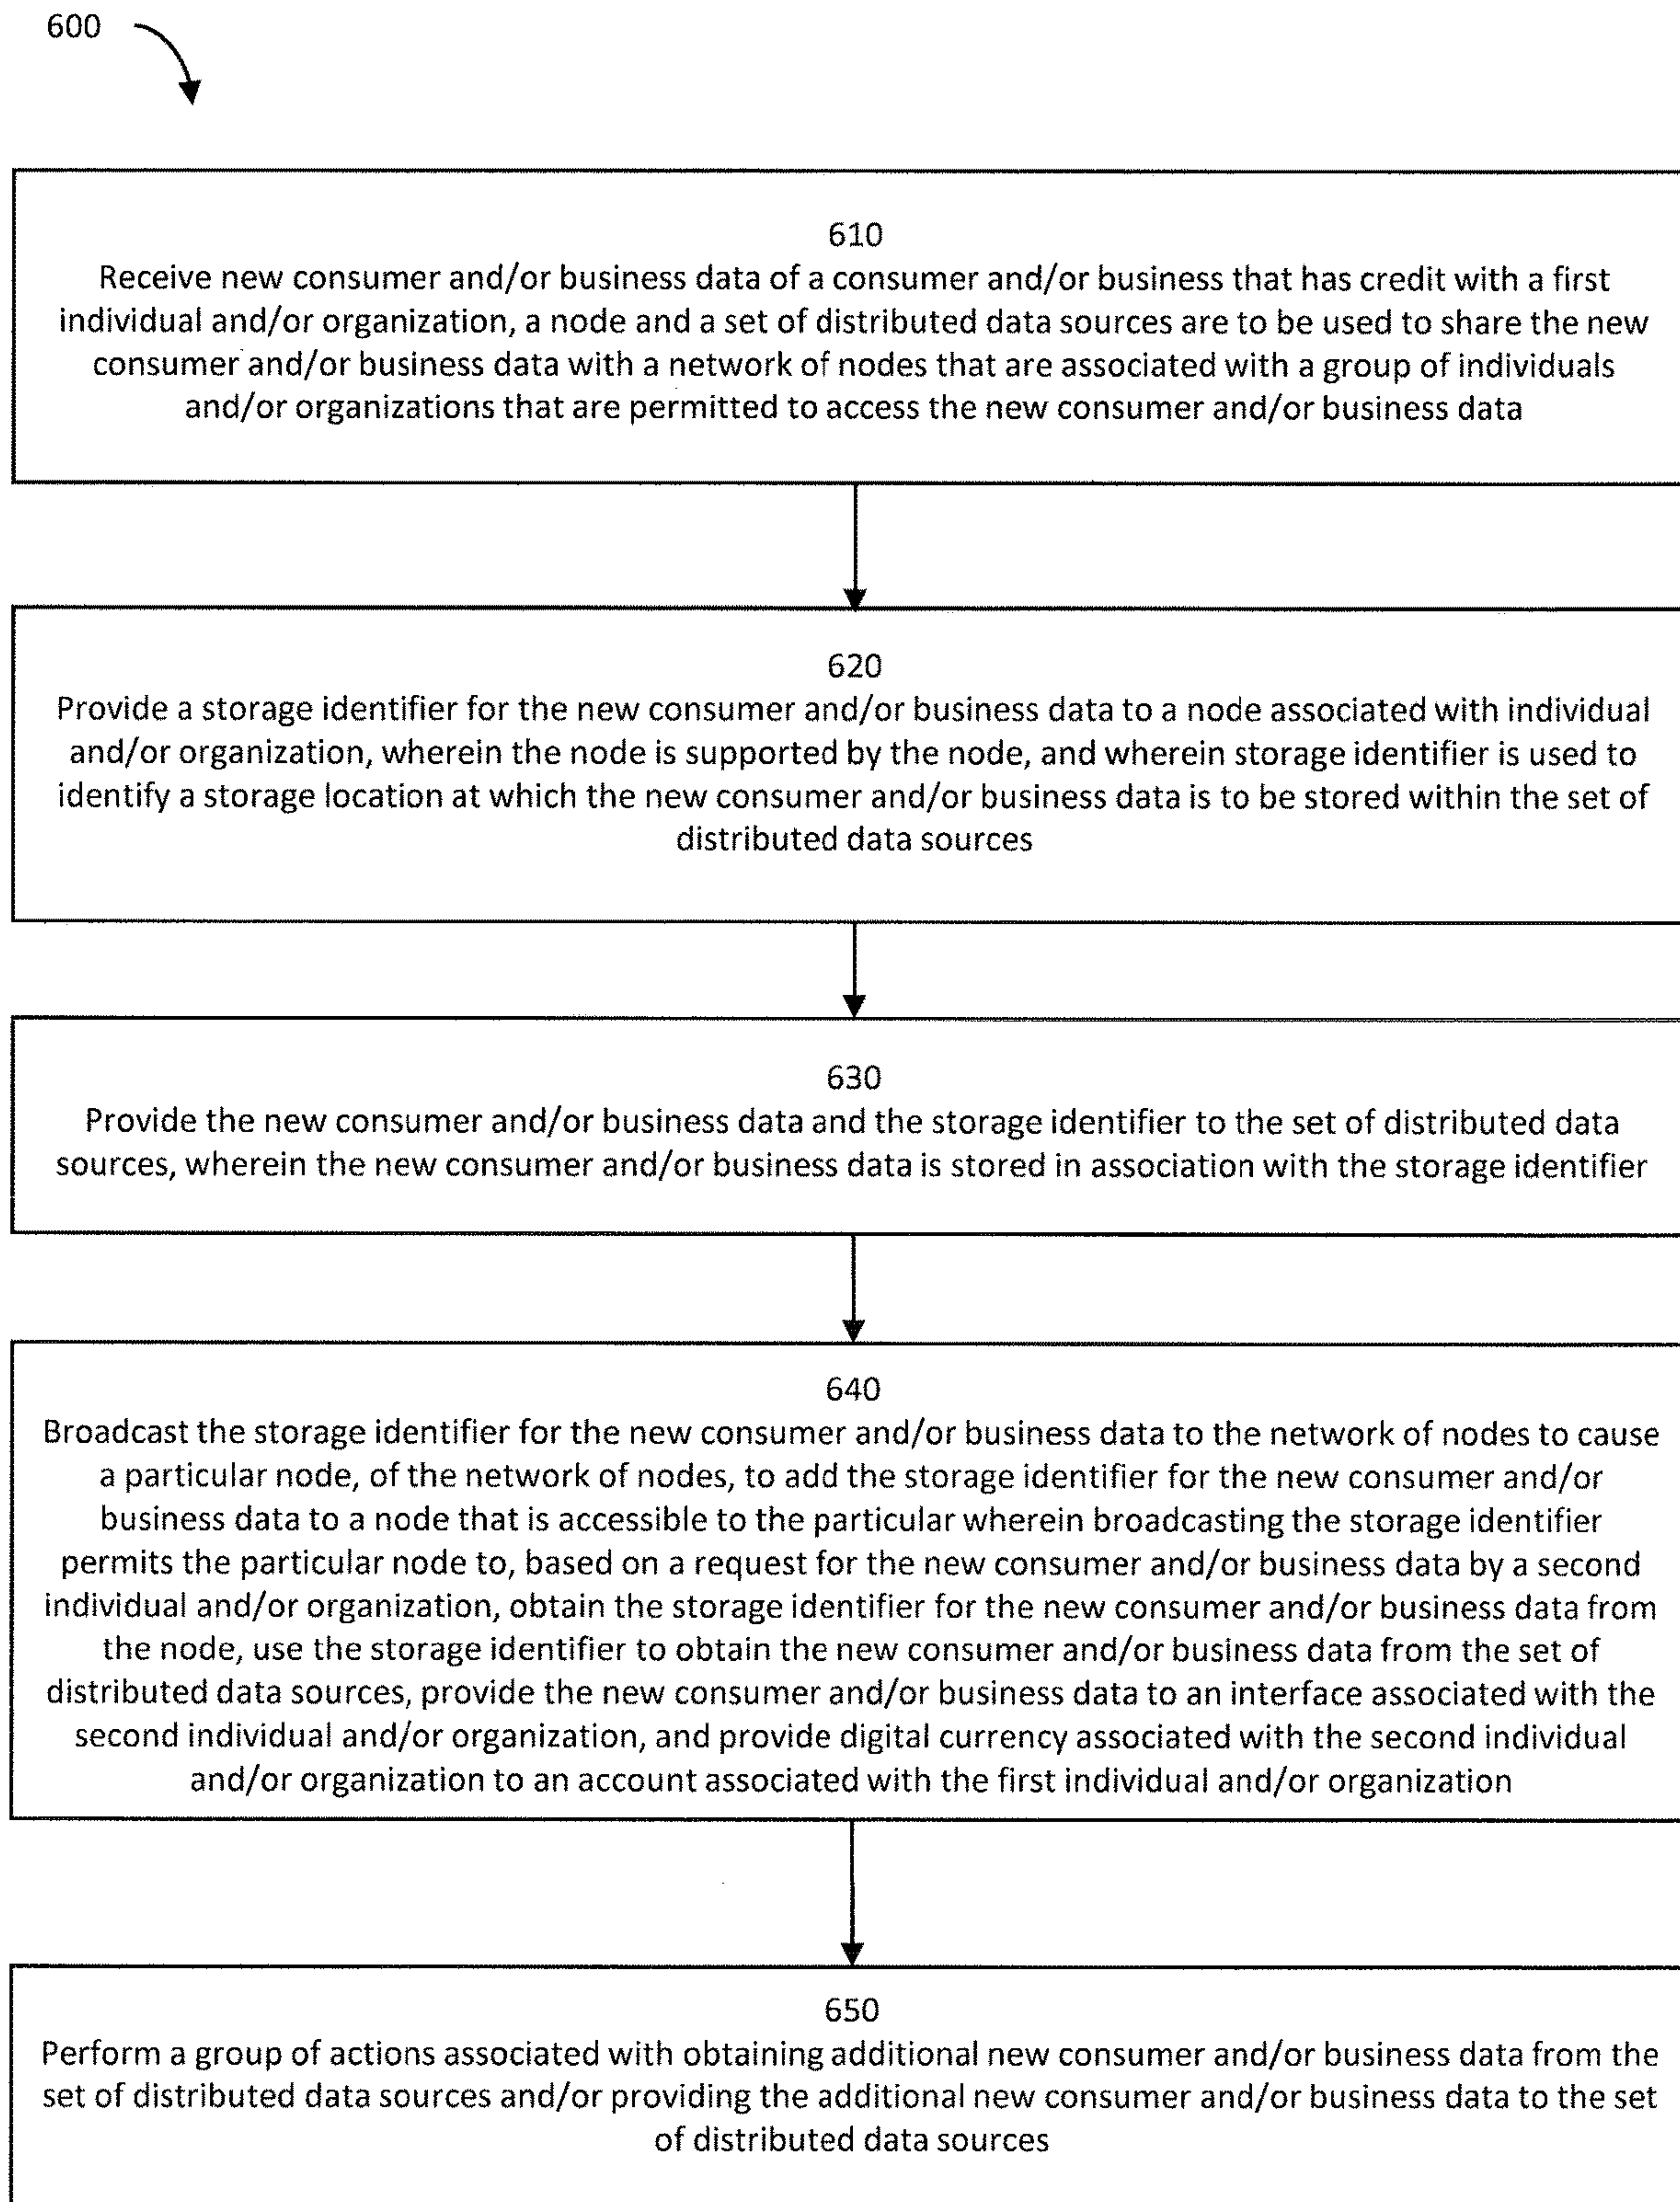 600
610
Receive new consumer and/or business data of a consumer and/or business that has credit with a first
individual and/or organization, a node and a set of distributed data sources are to be used to share the new
consumer and/or business data with a network of nodes that are associated with a group of individuals
and/or organizations that are permitted to access the new consumer and/or business data
620
Provide a storage identifier for the new consumer and/or business data to a node associated with individual
and/or organization, wherein the node is supported by the node, and wherein storage identifier is used to
identify a storage location at which the new consumer and/or business data is to be stored within the set of
distributed data sources
630
Provide the new consumer and/or business data and the storage identifier to the set of distributed data
sources, wherein the new consumer and/or business data is stored in association with the storage identifier
640
Broadcast the storage identifier for the new consumer and/or business data to the network of nodes to cause
a particular node, of the network of nodes, to add the storage identifier for the new consumer and/or
business data to a node that is accessible to the particular wherein broadcasting the storage identifier
permits the particular node to, based on a request for the new consumer and/or business data by a second
individual and/or organization, obtain the storage identifier for the new consumer and/or business data from
the node, use the storage identifier to obtain the new consumer and/or business data from the set of
distributed data sources, provide the new consumer and/or business data to an interface associated with the
second individual and/or organization, and provide digital currency associated with the second individual
and/or organization to an account associated with the first individual and/or organization
650
Perform a group of actions associated with obtaining additional new consumer and/or business data from the
set of distributed data sources and/or providing the additional new consumer and/or business data to the set
of distributed data sources